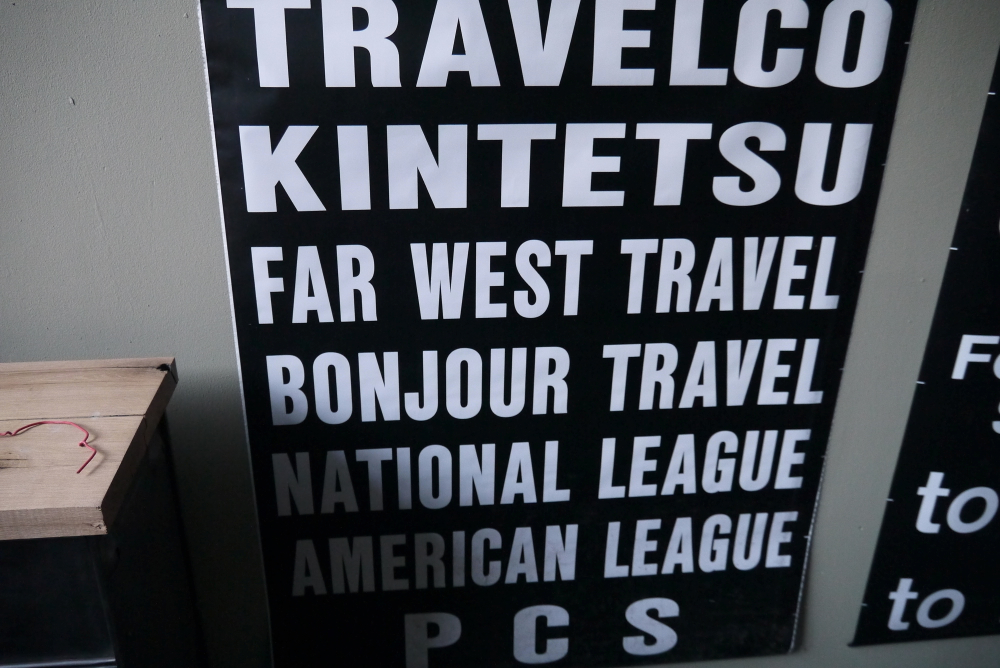 TRAVELCO
KINTETSU
FAR WEST TRAVEL
BONJOUR TRAVEL
NATIONAL LEAGUE
AMERICAN LEAGUE
P C S
to
to